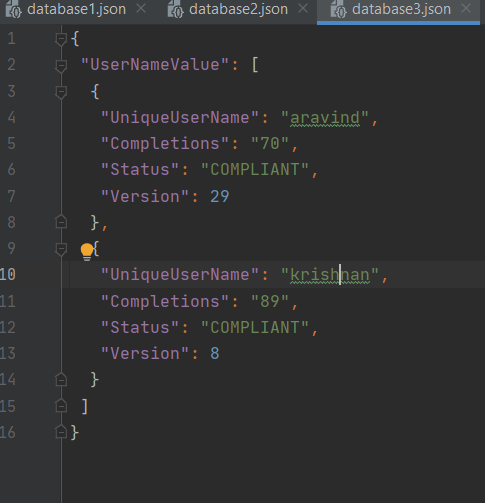 database1.json database2.json database3.json
1 {
2 "UserNameValue": [
3 {
4 "UniqueUserName": "aravind",
5 "Completions": "70",
6 "Status": "COMPLIANT",
7 "Version": 29
8 },
9 {
10 "UniqueUserName": "krishnan",
11 "Completions": "89",
12 "Status": "COMPLIANT",
13 "Version": 8
14 }
15 ]
16 }